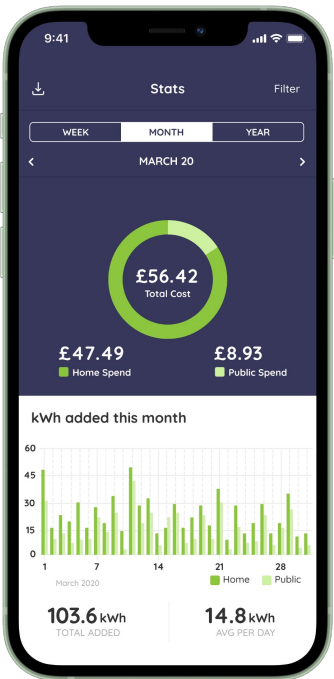 9:41
Stats
Filter
WEEK MONTH YEAR
MARCH 20
£56.42
Total Cost
£47.49 £8.93
Home Spend Public Spend
kWh added this month
60
45
30
15
0
1 7 14 21 28
March 2020 Home Public
103.6 kWh 14.8 kWh
TOTAL ADDED AVG PER DAY